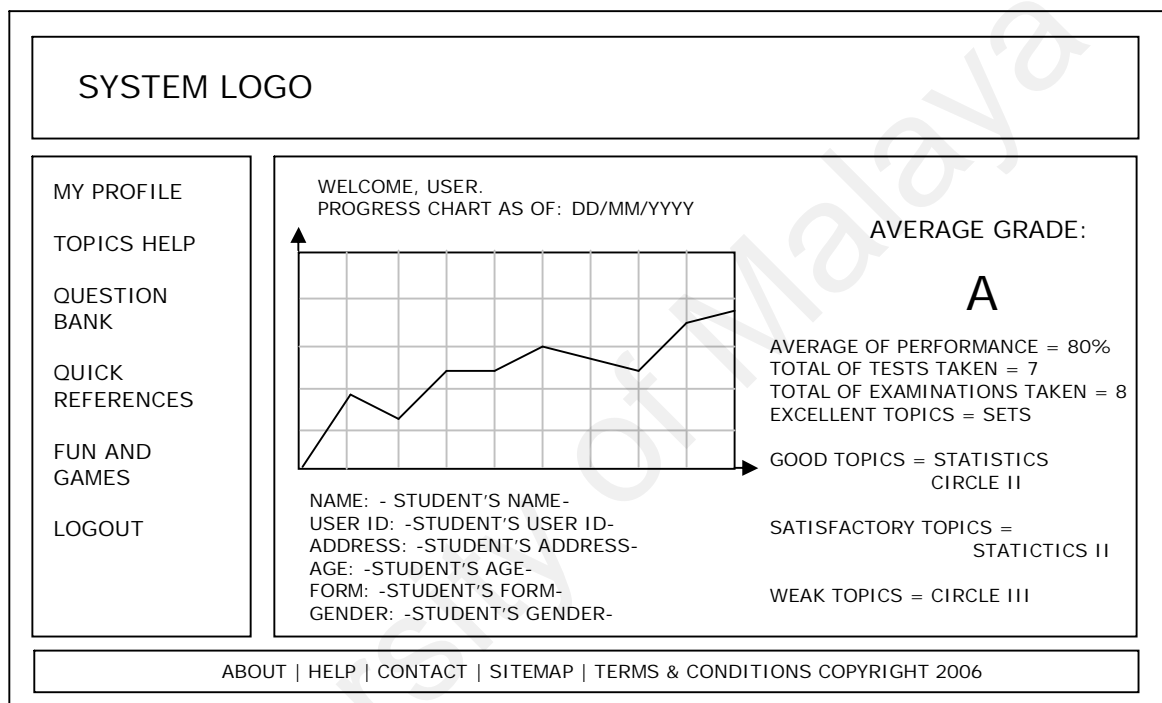 SYSTEM LOGO
MY PROFILE
TOPICS HELP
QUESTION
BANK
QUICK
REFERENCES
FUN AND
GAMES
LOGOUT
WELCOME, USER.
PROGRESS CHART AS OF: DD/MM/YYYY
NAME: - STUDENT'S NAME-
USER ID: -STUDENT'S USER ID-
ADDRESS: -STUDENT'S ADDRESS-
AGE: -STUDENT'S AGE-
FORM: -STUDENT'S FORM-
GENDER: -STUDENT'S GENDER-
AVERAGE GRADE:
A
AVERAGE OF PERFORMANCE = 80%
TOTAL OF TESTS TAKEN = 7
TOTAL OF EXAMINATIONS TAKEN = 8
EXCELLENT TOPICS = SETS
GOOD TOPICS = STATISTICS
CIRCLE II
SATISFACTORY TOPICS =
STATICTICS II
WEAK TOPICS = CIRCLE III
ABOUT | HELP | CONTACT | SITEMAP | TERMS & CONDITIONS COPYRIGHT 2006
rsity of Malaya